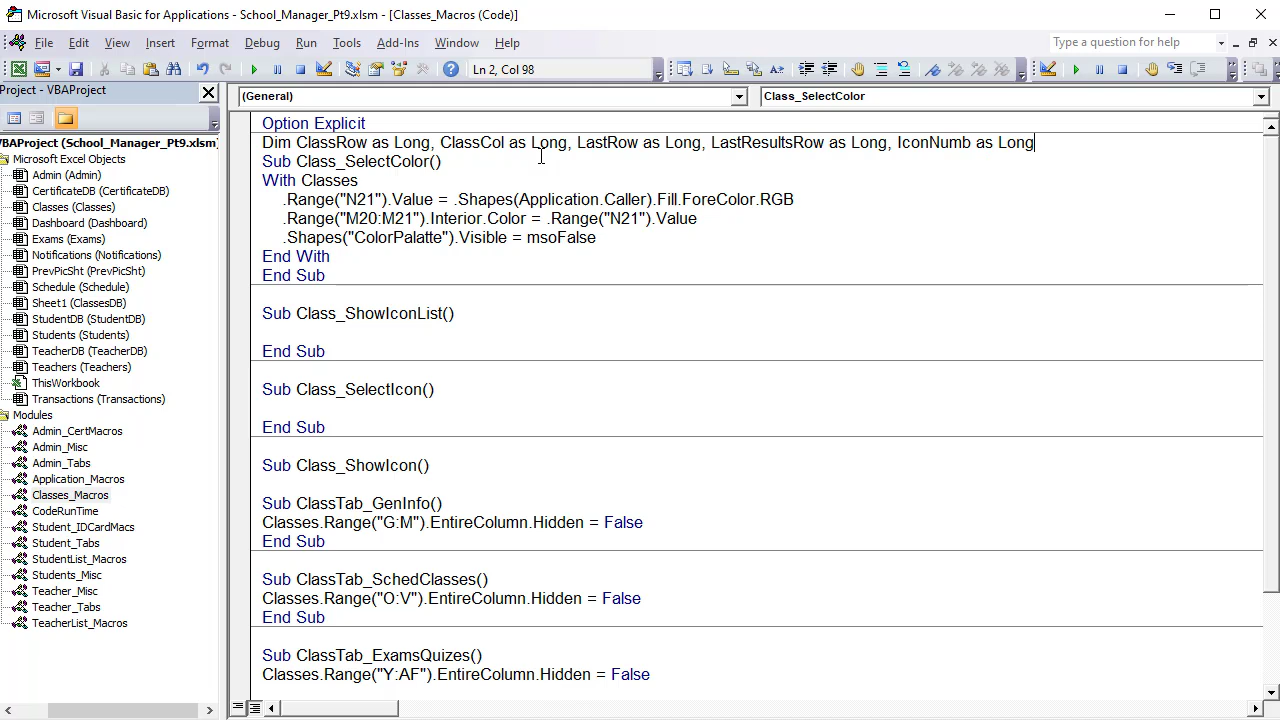 Microsoft Visual Basic for Applications - School_Manager_Pt9.xlsm - [Classes_Macros (Code)]
File Edit View Insert Format Debug Run Tools Add-Ins Window Help
Type a question for help
Ln 2, Col 98
Project - VBAProject
(General)
Class_SelectColor
VBAProject (School_Manager_Pt9.xlsm)
Microsoft Excel Objects
Admin (Admin)
CertificateDB (CertificateDB)
Classes (Classes)
Dashboard (Dashboard)
Exams (Exams)
Notifications (Notifications)
PrevPicSht (PrevPicSht)
Schedule (Schedule)
Sheet1 (ClassesDB)
StudentDB (StudentDB)
Students (Students)
TeacherDB (TeacherDB)
Teachers (Teachers)
ThisWorkbook
Transactions (Transactions)
Modules
Admin_CertMacros
Admin_Misc
Admin_Tabs
Application_Macros
Classes_Macros
CodeRunTime
Student_IDCardMacs
Student_Tabs
StudentList_Macros
Students_Misc
Teacher_Misc
Teacher_Tabs
TeacherList_Macros
Option Explicit
Dim ClassRow as Long, ClassCol as Long, LastRow as Long, LastResultsRow as Long, IconNumb as Long
Sub Class_SelectColor()
With Classes
.Range("N21").Value = .Shapes(Application.Caller).Fill.ForeColor.RGB
.Range("M20:M21").Interior.Color = .Range("N21").Value
.Shapes("ColorPalatte").Visible = msoFalse
End With
End Sub
Sub Class_ShowIconList()
End Sub
Sub Class_SelectIcon()
End Sub
Sub Class_ShowIcon()
Sub ClassTab_GenInfo()
Classes.Range("G:M").EntireColumn.Hidden = False
End Sub
Sub ClassTab_SchedClasses()
Classes.Range("O:V").EntireColumn.Hidden = False
End Sub
Sub ClassTab_ExamsQuizes()
Classes.Range("Y:AF").EntireColumn.Hidden = False